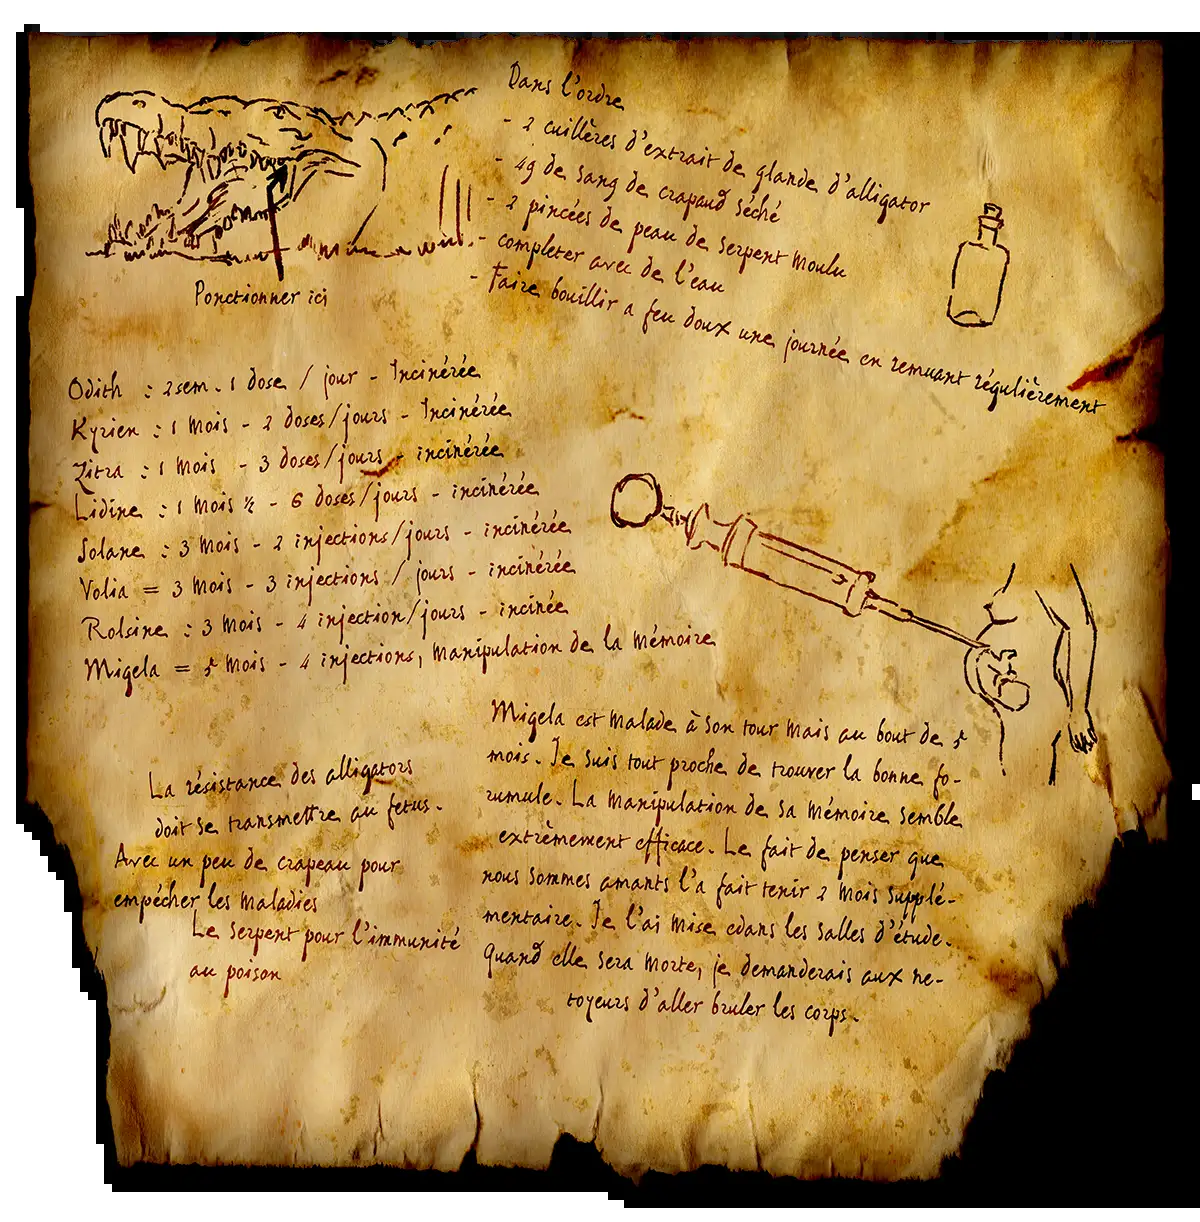 Dans l'ordre
- 2 cuillères d'extrait de glande d'alligator
- 4g de sang de crapaud séché
- 2 pincées de peau de serpent moulu
- completer avec de l'eau
- Faire bouillir a feu doux une journée en remuant régulièrement
Ponctionner ici
Odith : 2sem. 1 dose / jour - Incinérée
Kyrien : 1 mois - 2 doses/jours - Incinérée
Zitra : 1 mois - 3 doses/jours - incinérée
Lidine : 1 mois ½ - 6 doses/jours - incinérée
Solane : 3 mois - 2 injections/jours - incinérée
Volia = 3 mois - 3 injections / jours - incinérée
Rolsine : 3 mois - 4 injection/jours - incinée
Migela = 5 mois - 4 injections, manipulation de la mémoire
Migela est malade à son tour mais au bout de 5
mois. Je suis tout proche de trouver la bonne fo-
rumule. La manipulation de sa mémoire semble
extrêmement efficace. Le fait de penser que
nous sommes amants l'a fait tenir 2 mois supplé-
mentaire. Je l'ai mise cdans les salles d'étude.
Quand elle sera morte, je demanderais aux ne-
toyeurs d'aller bruler les corps.
La résistance des alligators
doit se transmettre au fetus.
Avec un peu de crapeau pour
empécher les maladies
Le serpent pour l'immunité
au poison